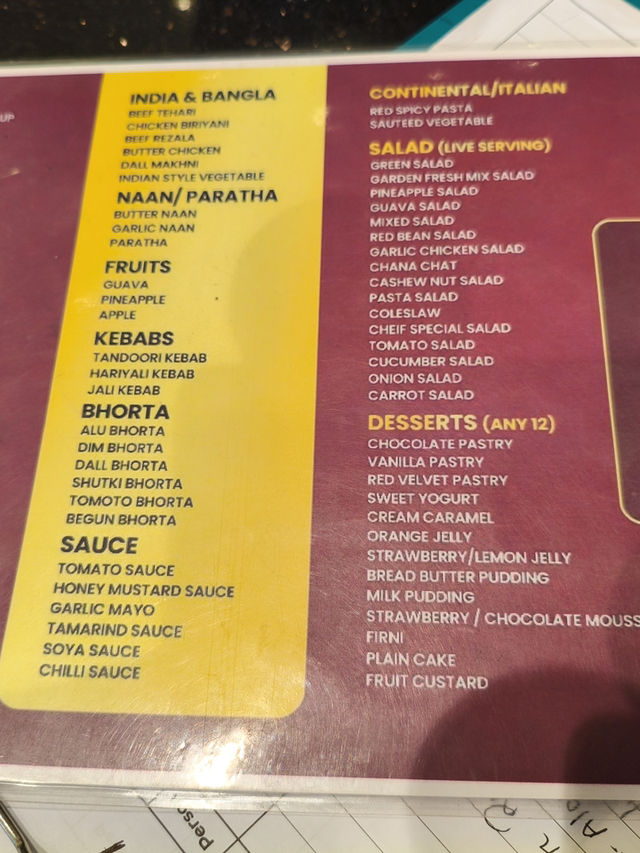 UP
INDIA & BANGLA
BEEF TEHARI
CHICKEN BIRIYANI
BEEF REZALA
BUTTER CHICKEN
DALL MAKHNI
INDIAN STYLE VEGETABLE
NAAN/ PARATHA
BUTTER NAAN
GARLIC NAAN
PARATHA
FRUITS
GUAVA
PINEAPPLE
APPLE
KEBABS
TANDOORI KEBAB
HARIYALI KEBAB
JALI KEBAB
BHORTA
ALU BHORTA
DIM BHORTA
DALL BHORTA
SHUTKI BHORTA
TOMOTO BHORTA
BEGUN BHORTA
SAUCE
TOMATO SAUCE
HONEY MUSTARD SAUCE
GARLIC MAYO
TAMARIND SAUCE
SOYA SAUCE
CHILLI SAUCE
CONTINENTAL/ITALIAN
RED SPICY PASTA
SAUTEED VEGETABLE
SALAD (LIVE SERVING)
GREEN SALAD
GARDEN FRESH MIX SALAD
PINEAPPLE SALAD
GUAVA SALAD
MIXED SALAD
RED BEAN SALAD
GARLIC CHICKEN SALAD
CHANA CHAT
CASHEW NUT SALAD
PASTA SALAD
COLESLAW
CHEIF SPECIAL SALAD
TOMATO SALAD
CUCUMBER SALAD
ONION SALAD
CARROT SALAD
DESSERTS (ANY 12)
CHOCOLATE PASTRY
VANILLA PASTRY
RED VELVET PASTRY
SWEET YOGURT
CREAM CARAMEL
ORANGE JELLY
STRAWBERRY/LEMON JELLY
BREAD BUTTER PUDDING
MILK PUDDING
STRAWBERRY / CHOCOLATE MOUSS
FIRNI
PLAIN CAKE
FRUIT CUSTARD
Perso